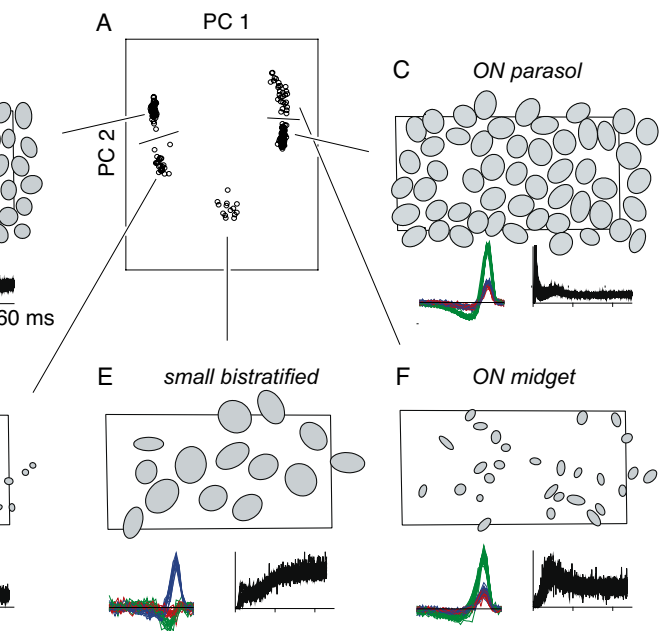 A
PC 1
PC 2
C
ON parasol
60 ms
E
small bistratified
F
ON midget